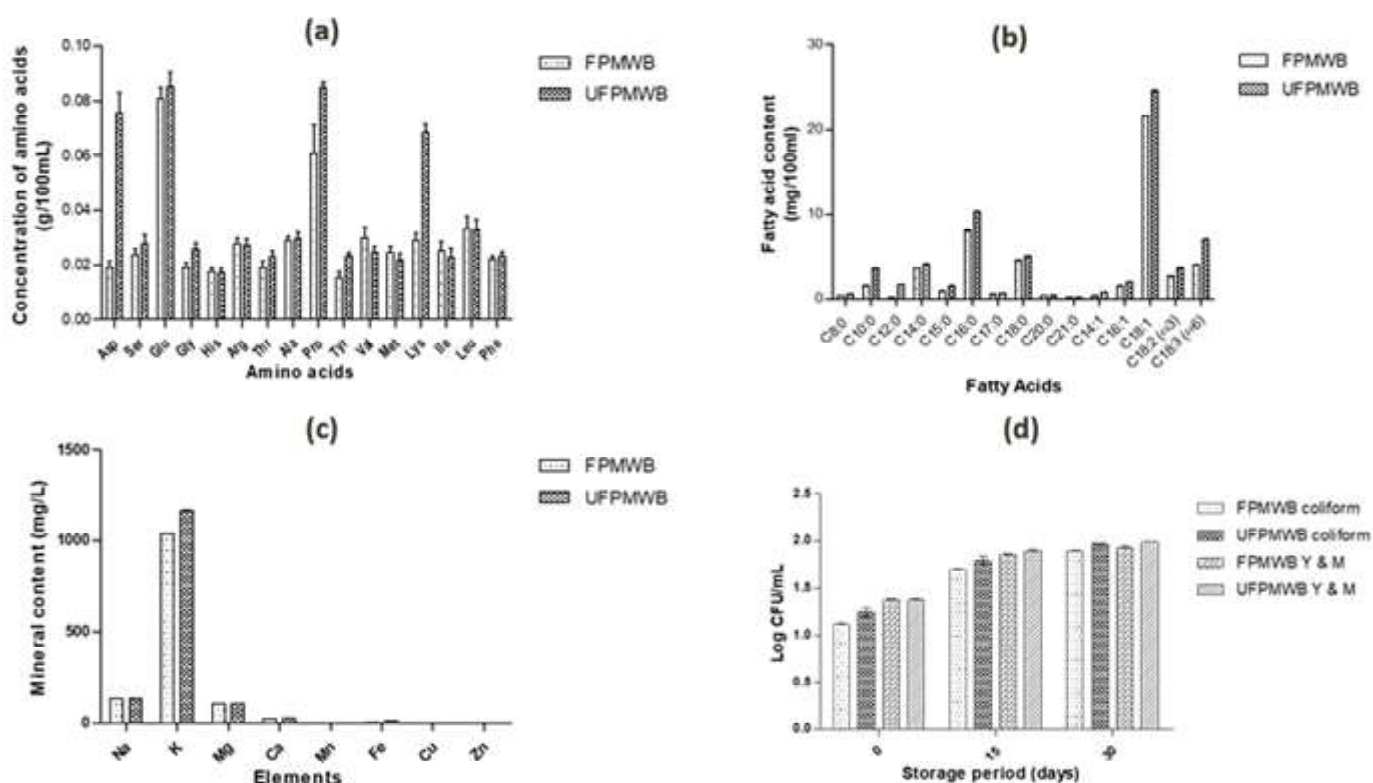 (a)
Concentration of amino acids
(g/100mL)
0.10
0.08
0.06
0.04
0.02
0.00
Asp
Ser
Glu
Gly
His
Arg
Thr
Ala
Pro
Tyr
Val
Met
Lys
Ile
Leu
Phe
Amino acids
FPMWB
UFPMWB
(b)
Fatty acid content
(mg/100ml)
30
20
10
0
C8:0
C10:0
C12:0
C14:0
C15:0
C16:0
C17:0
C18:0
C20:0
C21:0
C14:1
C16:1
C18:1
Fatty Acids
FPMWB
UFPMWB
(c)
Mineral content (mg/L)
1500
1000
500
0
Na
K
Mg
Ca
Mn
Fe
Cu
Zn
Elements
FPMWB
UFPMWB
(d)
Log CFU/mL
2.5
2.0
1.5
1.0
0.5
0.0
0
15
30
Storage period (days)
FPMWB coliform
UFPMWB coliform
FPMWB Y & M
UFPMWB Y & M